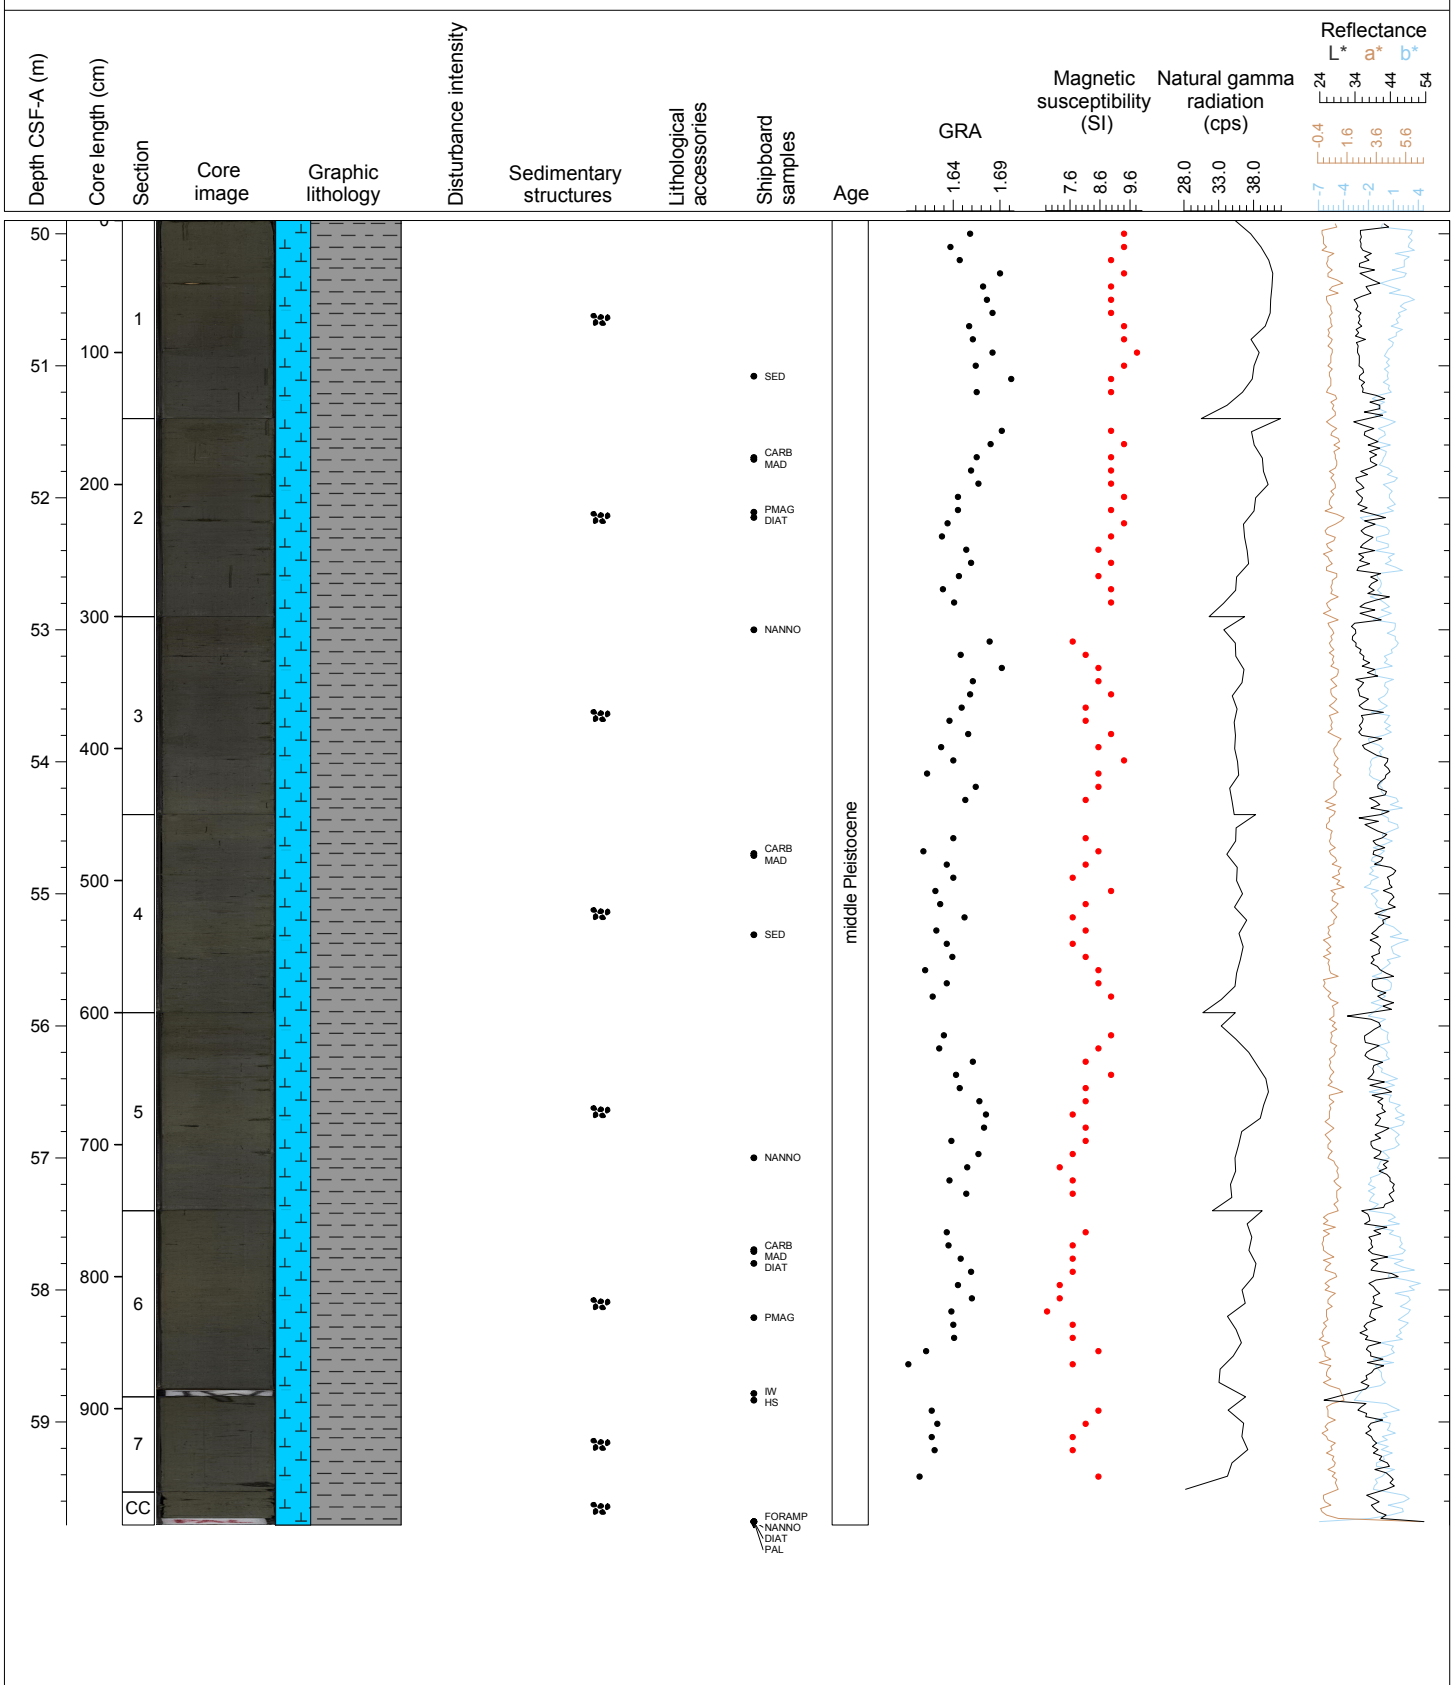 Depth CSF-A (m)
Core length (cm)
Section
Core
image
Graphic
lithology
Disturbance intensity
Sedimentary
structures
Lithological
accessories
Shipboard
samples
Age
GRA
1.64 1.69
Magnetic
susceptibility
(SI)
7.6 8.6 9.6
Natural gamma
radiation
(cps)
28.0 33.0 38.0
Reflectance
L* a* b*
24 34 44 54
-0.4 1.6 3.6 5.6
-7 -4 -2 1 4
0
50
1
100
51
SED
CARB
MAD
200
52
PMAG
DIAT
2
300
53
NANNO
3
400
54
CARB
MAD
500
55
4
SED
middle Pleistocene
600
56
5
700
57
NANNO
CARB
MAD
DIAT
800
58
6
PMAG
IW
HS
900
59
7
CC
PAL
FORAMP
NANNO
DIAT
PAL